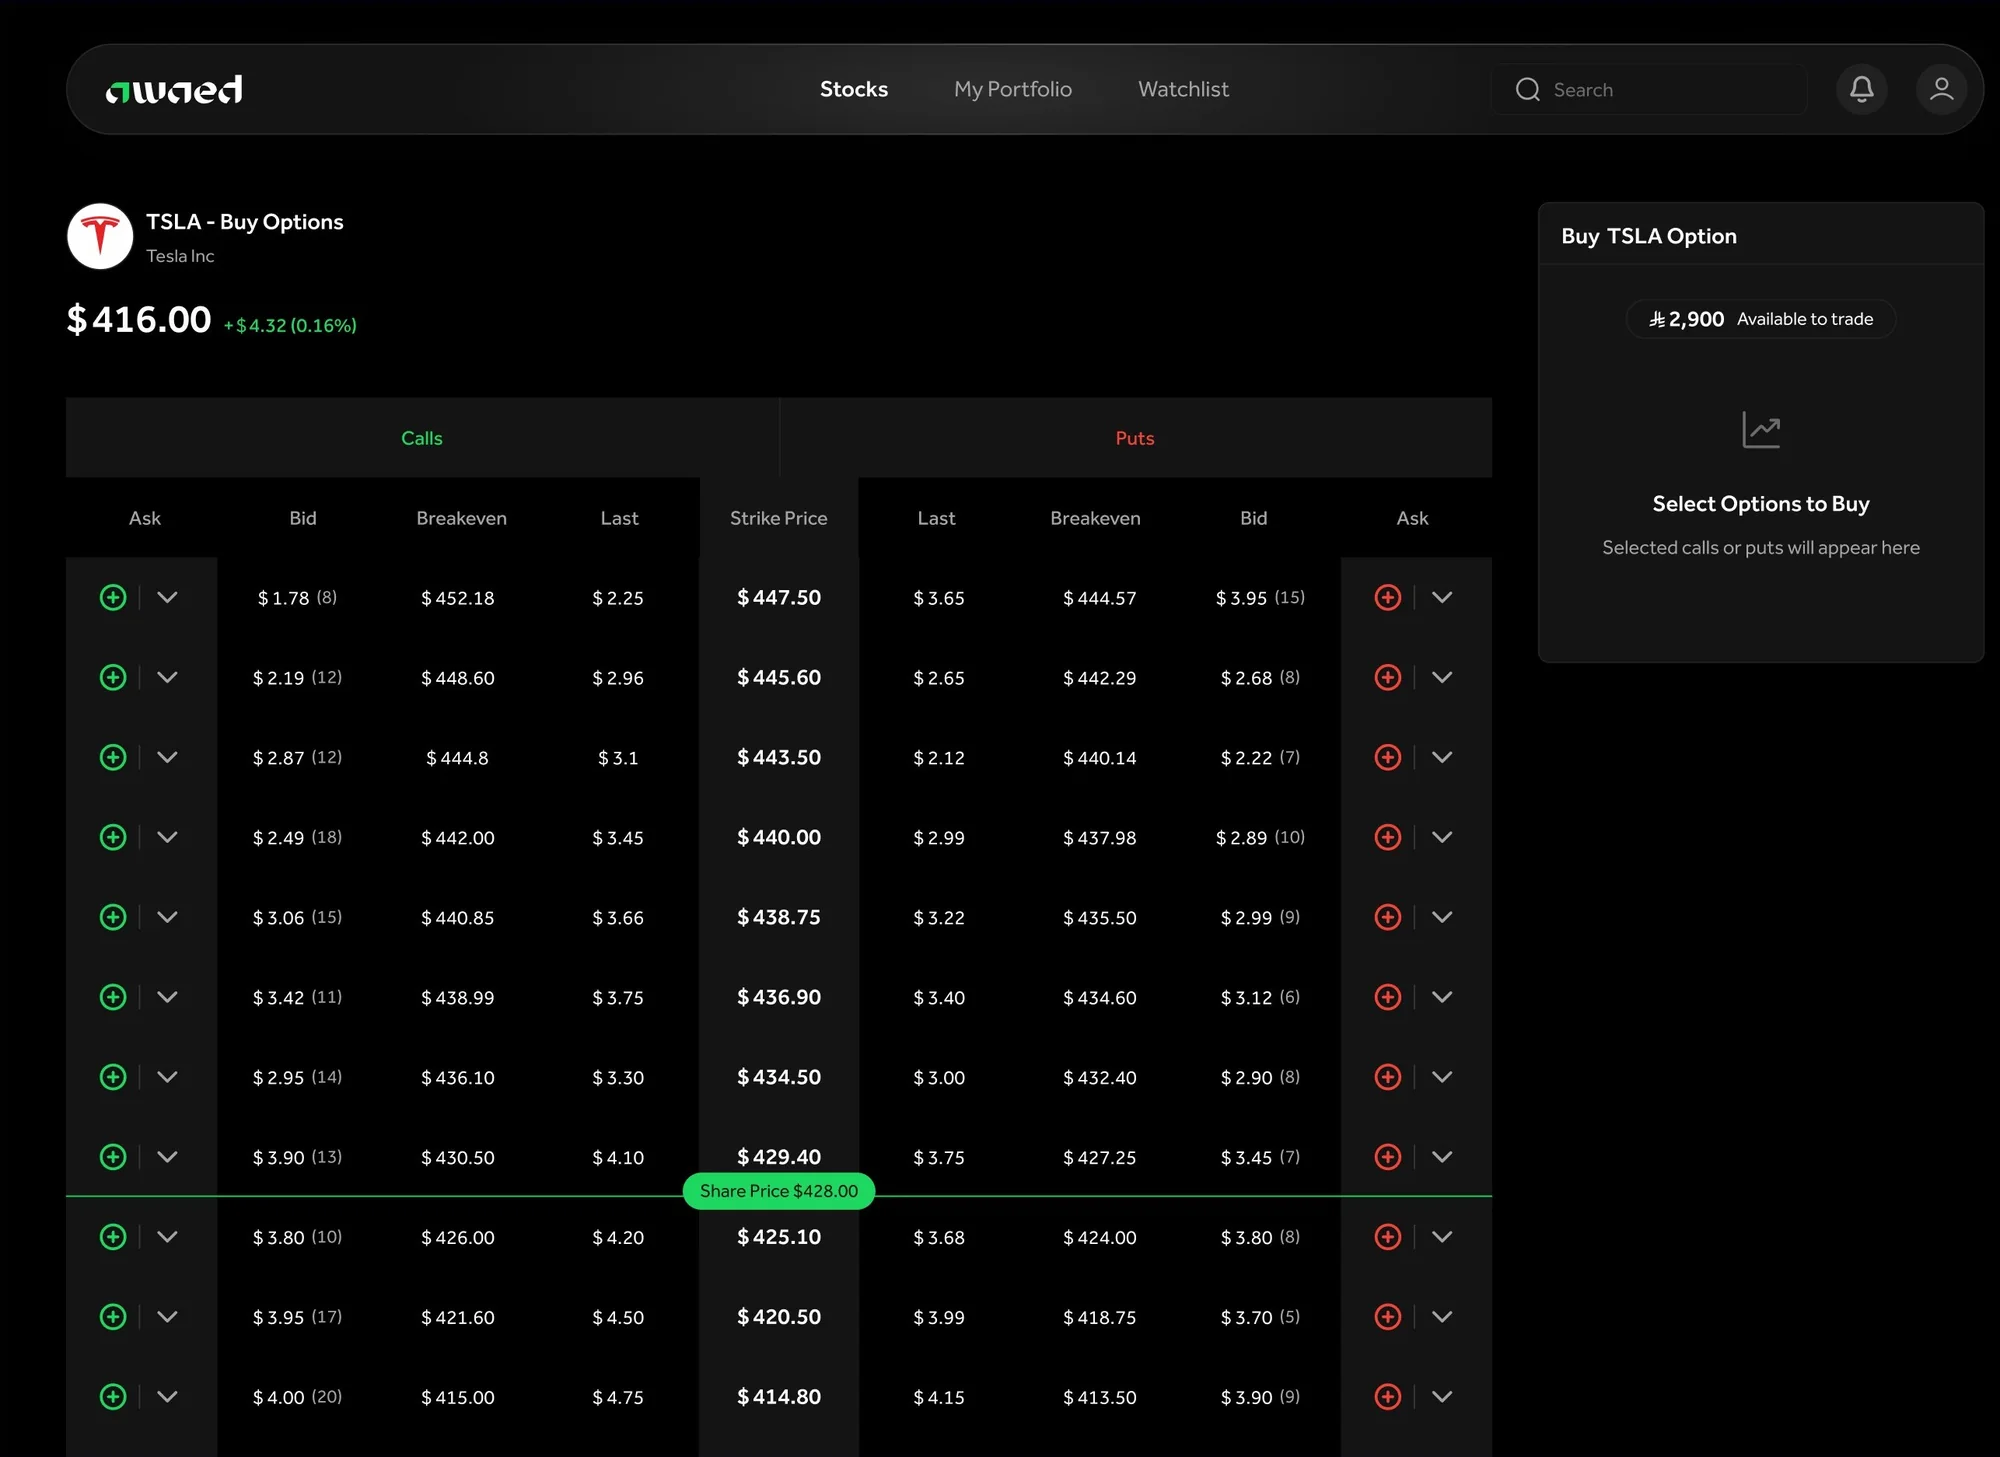 awaed Stocks My Portfolio Watchlist Search
TSLA - Buy Options
Tesla Inc
$416.00 +$4.32 (0.16%)
Buy TSLA Option
2,900 Available to trade
Select Options to Buy
Selected calls or puts will appear here
Calls Puts
Ask Bid Breakeven Last Strike Price Last Breakeven Bid Ask
$1.78 (8) $452.18 $2.25 $447.50 $3.65 $444.57 $3.95 (15)
$2.19 (12) $448.60 $2.96 $445.60 $2.65 $442.29 $2.68 (8)
$2.87 (12) $444.8 $3.1 $443.50 $2.12 $440.14 $2.22 (7)
$2.49 (18) $442.00 $3.45 $440.00 $2.99 $437.98 $2.89 (10)
$3.06 (15) $440.85 $3.66 $438.75 $3.22 $435.50 $2.99 (9)
$3.42 (11) $438.99 $3.75 $436.90 $3.40 $434.60 $3.12 (6)
$2.95 (14) $436.10 $3.30 $434.50 $3.00 $432.40 $2.90 (8)
$3.90 (13) $430.50 $4.10 $429.40 $3.75 $427.25 $3.45 (7)
Share Price $428.00
$3.80 (10) $426.00 $4.20 $425.10 $3.68 $424.00 $3.80 (8)
$3.95 (17) $421.60 $4.50 $420.50 $3.99 $418.75 $3.70 (5)
$4.00 (20) $415.00 $4.75 $414.80 $4.15 $413.50 $3.90 (9)